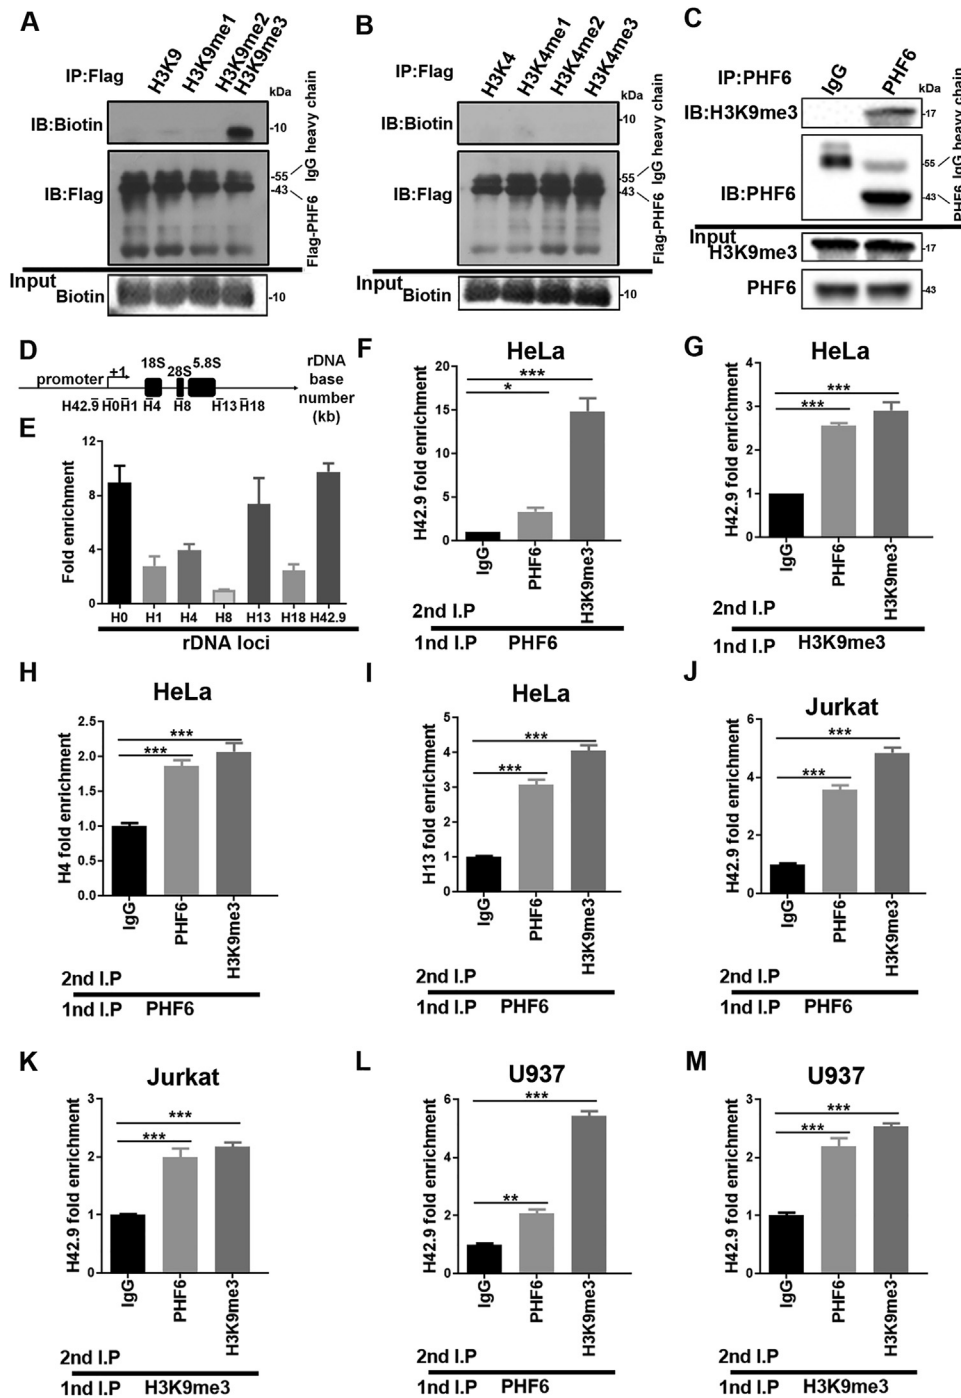 A
IP:Flag
H3K9
H3K9me1
H3K9me2
H3K9me3
kDa
IB:Biotin
-10
IB:Flag
-55
-43
IgG heavy chain
Flag-PHF6
Input
Biotin
-10
B
IP:Flag
H3K4
H3K4me1
H3K4me2
H3K4me3
kDa
IB:Biotin
-10
IB:Flag
-55
-43
IgG heavy chain
Flag-PHF6
Input
Biotin
-10
C
IP:PHF6
IgG
PHF6
kDa
IB:H3K9me3
-17
IB:PHF6
-55
-43
IgG heavy chain
PHF6
Input
H3K9me3
-17
PHF6
-43
D
promoter
+1
18S
28S
5.8S
rDNA
base
number
(kb)
H42.9 H0 H1 H4 H8 H13 H18
E
Fold enrichment
12
8
4
0
H0 H1 H4 H8 H13 H18 H42.9
rDNA loci
F
HeLa
H42.9 fold enrichment
20
15
10
5
0
***
*
IgG
PHF6
H3K9me3
2nd I.P
1nd I.P PHF6
G
HeLa
H42.9 fold enrichment
4
3
2
1
0
***
***
IgG
PHF6
H3K9me3
2nd I.P
1nd I.P H3K9me3
H
HeLa
H4 fold enrichment
2.5
2.0
1.5
1.0
0.5
0.0
***
***
IgG
PHF6
H3K9me3
2nd I.P
1nd I.P PHF6
I
HeLa
H13 fold enrichment
5
4
3
2
1
0
***
***
IgG
PHF6
H3K9me3
2nd I.P
1nd I.P PHF6
J
Jurkat
H42.9 fold enrichment
6
4
2
0
***
***
IgG
PHF6
H3K9me3
2nd I.P
1nd I.P PHF6
K
Jurkat
H42.9 fold enrichment
3
2
1
0
***
***
IgG
PHF6
H3K9me3
2nd I.P
1nd I.P H3K9me3
L
U937
H42.9 fold enrichment
6
4
2
0
***
**
IgG
PHF6
H3K9me3
2nd I.P
1nd I.P PHF6
M
U937
H42.9 fold enrichment
3
2
1
0
***
***
IgG
PHF6
H3K9me3
2nd I.P
1nd I.P H3K9me3